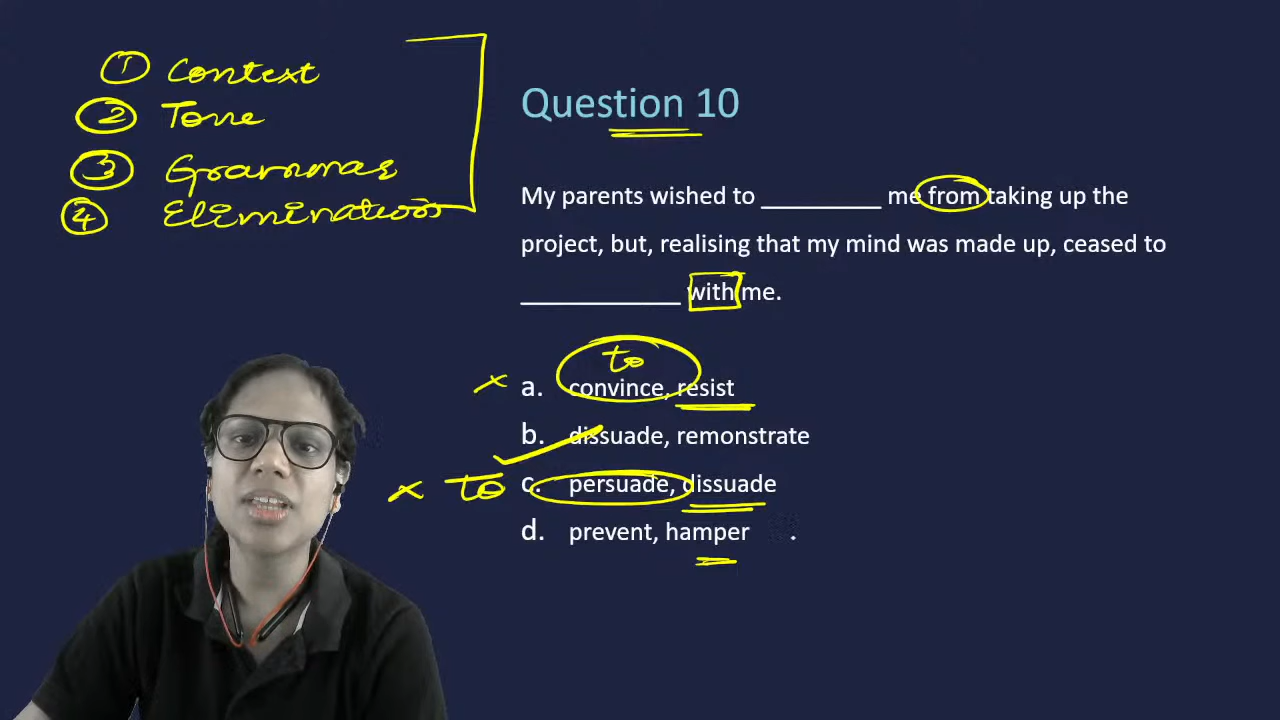 ① Context
② Tone
③ Grammar
④ Elimination
Question 10
My parents wished to __________ me from taking up the
project, but, realising that my mind was made up, ceased to
_____________ with me.
to
× a. convince, resist
b. dissuade, remonstrate
× to c. persuade, dissuade
d. prevent, hamper